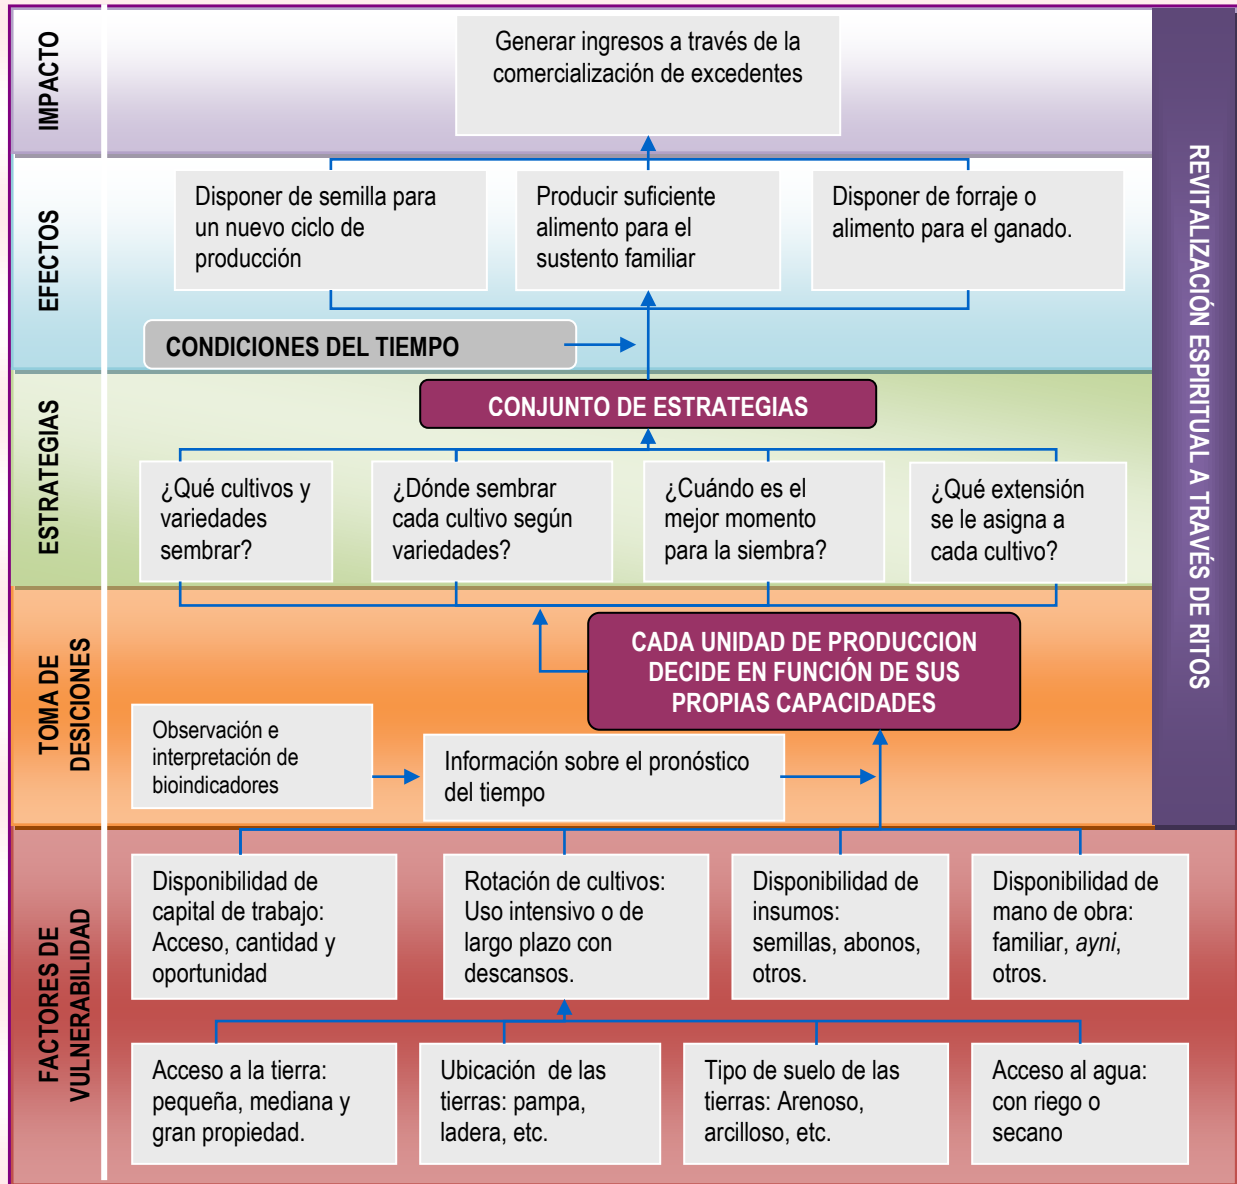 IMPACTO
Generar ingresos a través de la
comercialización de excedentes
EFECTOS
Disponer de semilla para
un nuevo ciclo de
producción
Producir suficiente
alimento para el
sustento familiar
Disponer de forraje o
alimento para el ganado.
CONDICIONES DEL TIEMPO
REVITALIZACIÓN ESPIRITUAL A TRAVÉS DE RITOS
ESTRATEGIAS
CONJUNTO DE ESTRATEGIAS
¿Qué cultivos y
variedades
sembrar?
¿Dónde sembrar
cada cultivo según
variedades?
¿Cuándo es el
mejor momento
para la siembra?
¿Qué extensión
se le asigna a
cada cultivo?
TOMA DE
DESICIONES
CADA UNIDAD DE PRODUCCION
DECIDE EN FUNCIÓN DE SUS
PROPIAS CAPACIDADES
Observación e
interpretación de
bioindicadores
Información sobre el pronóstico
del tiempo
FACTORES DE
VULNERABILIDAD
Disponibilidad de
capital de trabajo:
Acceso, cantidad y
oportunidad
Rotación de cultivos:
Uso intensivo o de
largo plazo con
descansos.
Disponibilidad de
insumos:
semillas, abonos,
otros.
Disponibilidad de
mano de obra:
familiar, ayni,
otros.
Acceso a la tierra:
pequeña, mediana y
gran propiedad.
Ubicación de las
tierras: pampa,
ladera, etc.
Tipo de suelo de las
tierras: Arenoso,
arcilloso, etc.
Acceso al agua:
con riego o
secano